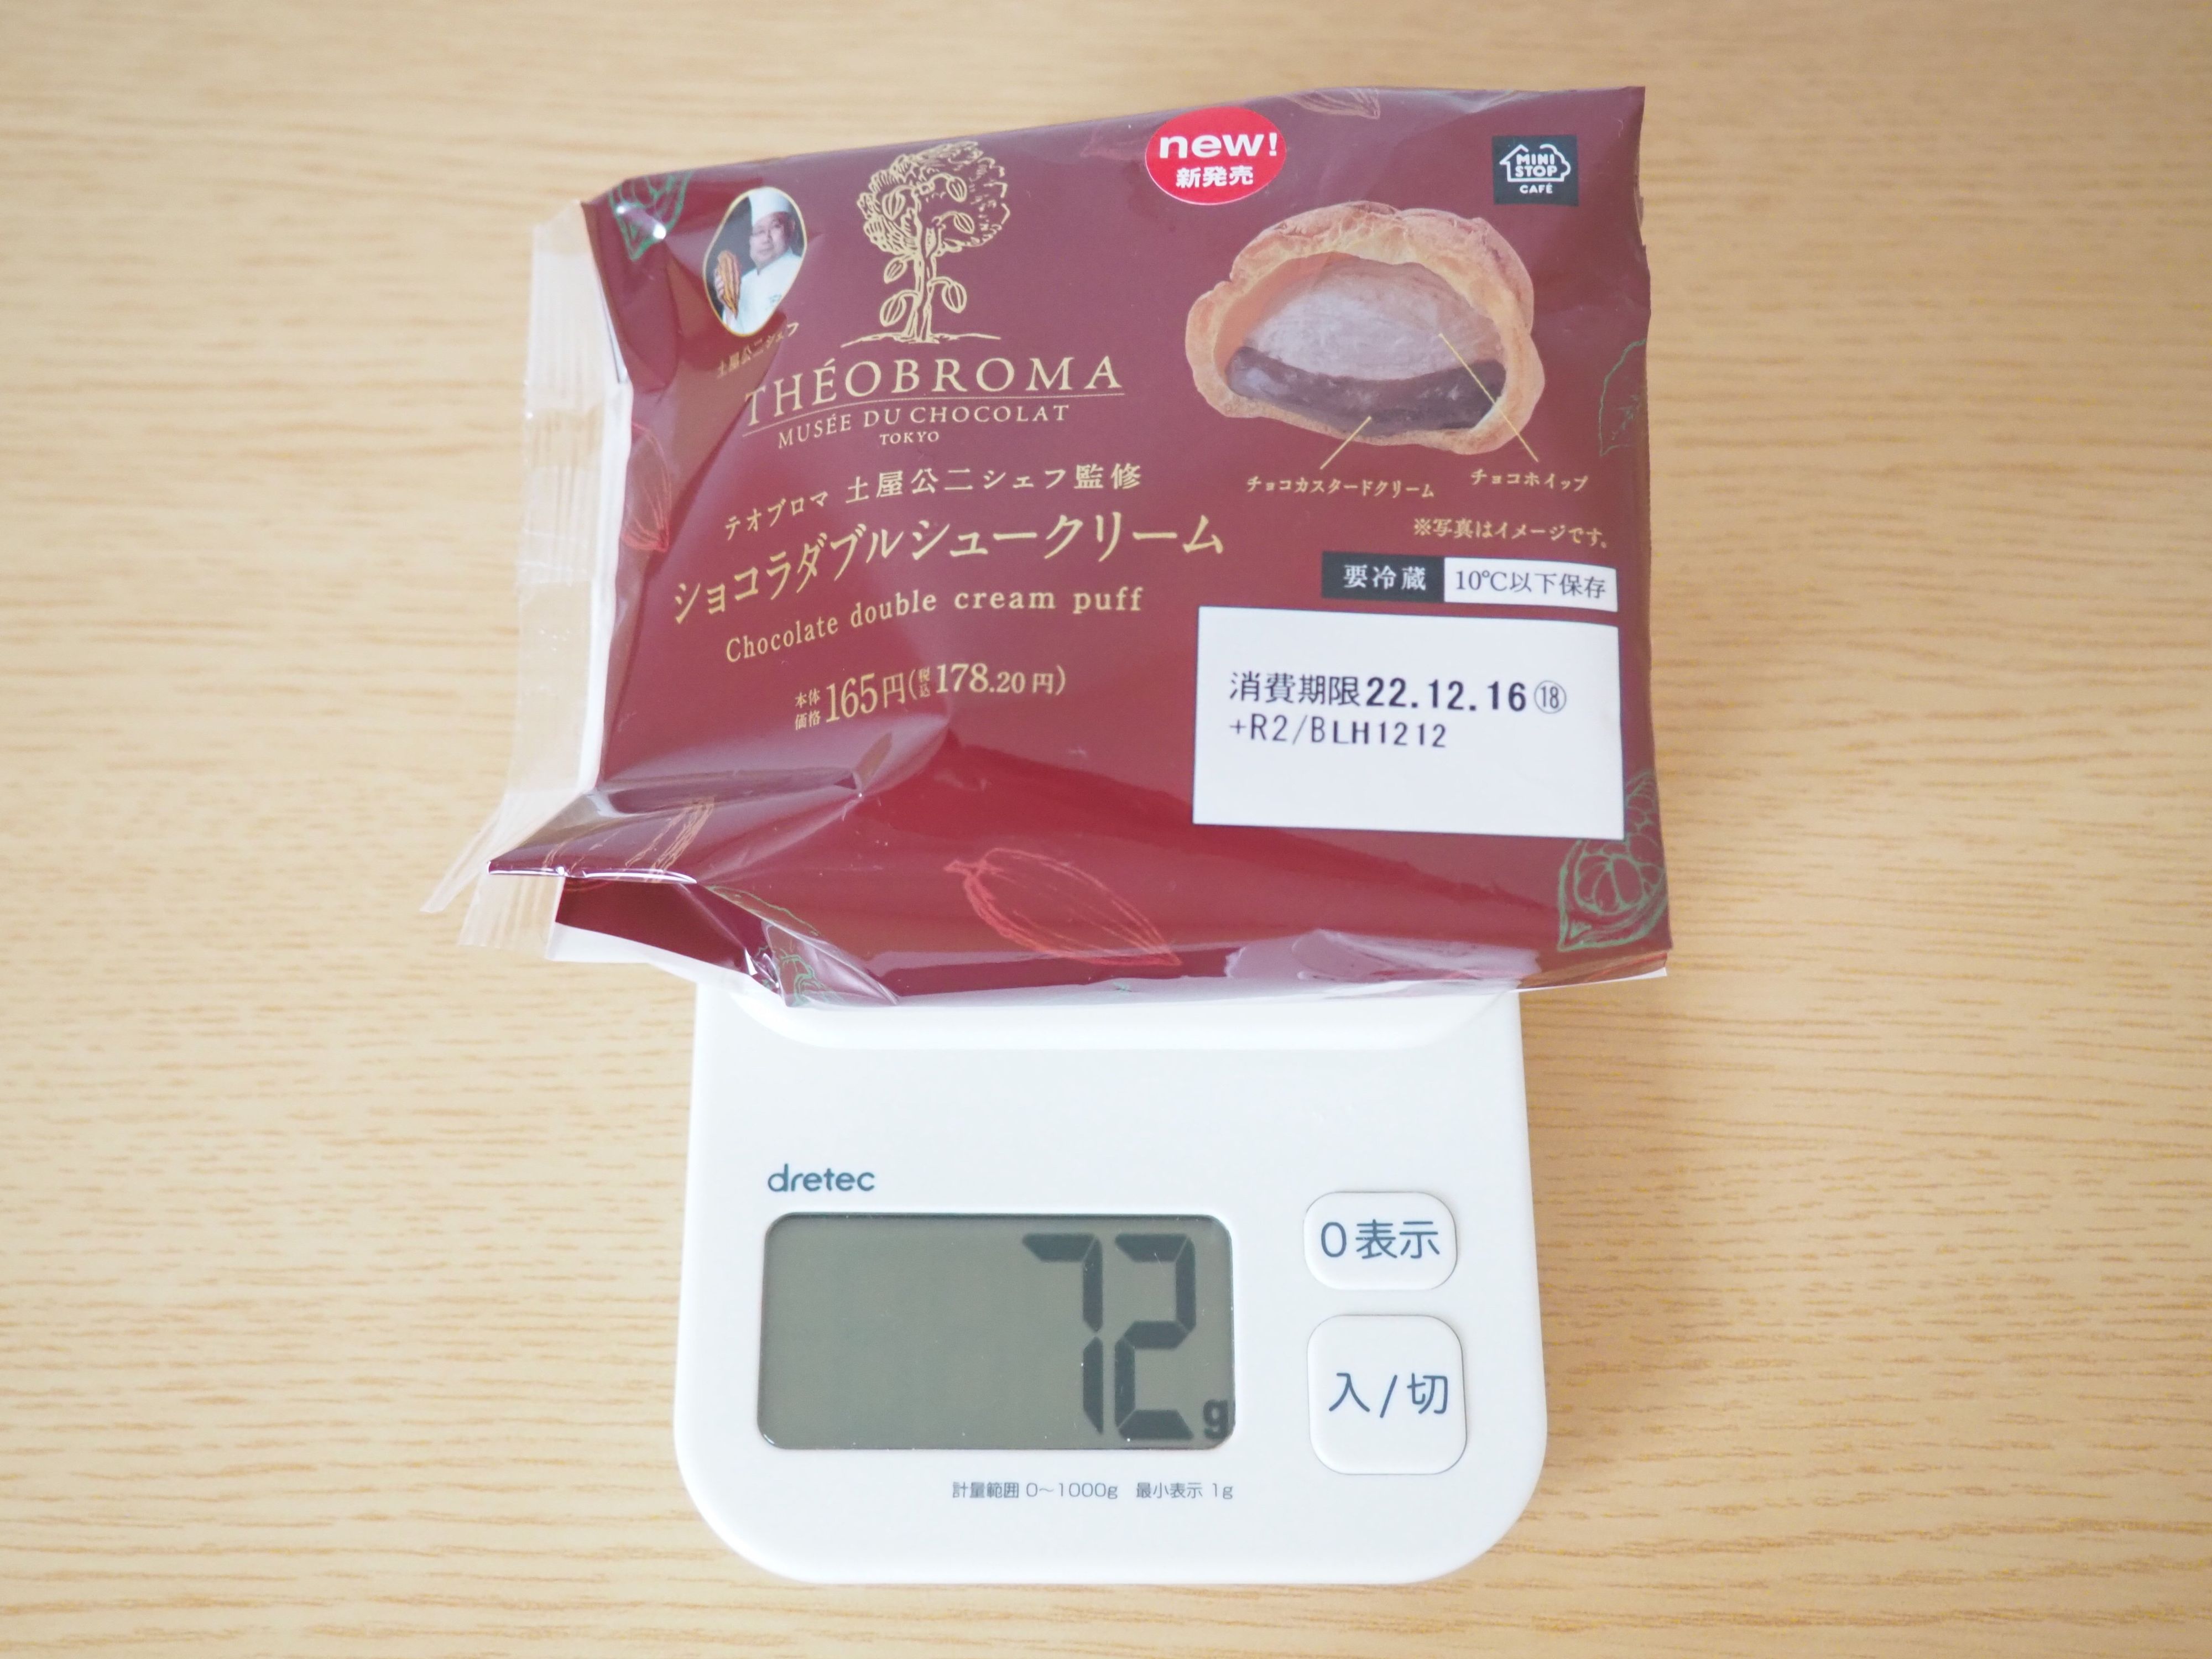 new!
新発売
MINI
STOP
CAFÉ
土屋公二シェフ
THÉOBROMA
MUSÉE DU CHOCOLAT
TOKYO
チョコカスタードクリーム
チョコホイップ
※写真はイメージです。
テオブロマ 土屋公二シェフ監修
ショコラダブルシュークリーム
Chocolate double cream puff
本体価格165円(税込178.20円)
要冷蔵 10℃以下保存
消費期限22.12.16⑱
+R2/BLH1212
dretec
72g
0表示
入/切
計量範囲 0〜1000g 最小表示 1g